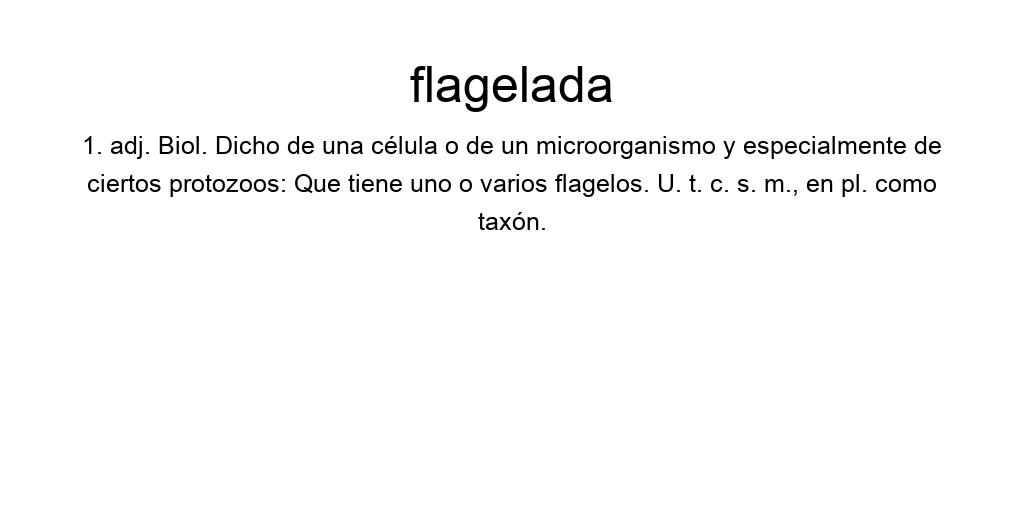 flagelada
1. adj. Biol. Dicho de una célula o de un microorganismo y especialmente de
ciertos protozoos: Que tiene uno o varios flagelos. U. t. c. s. m., en pl. como
taxón.